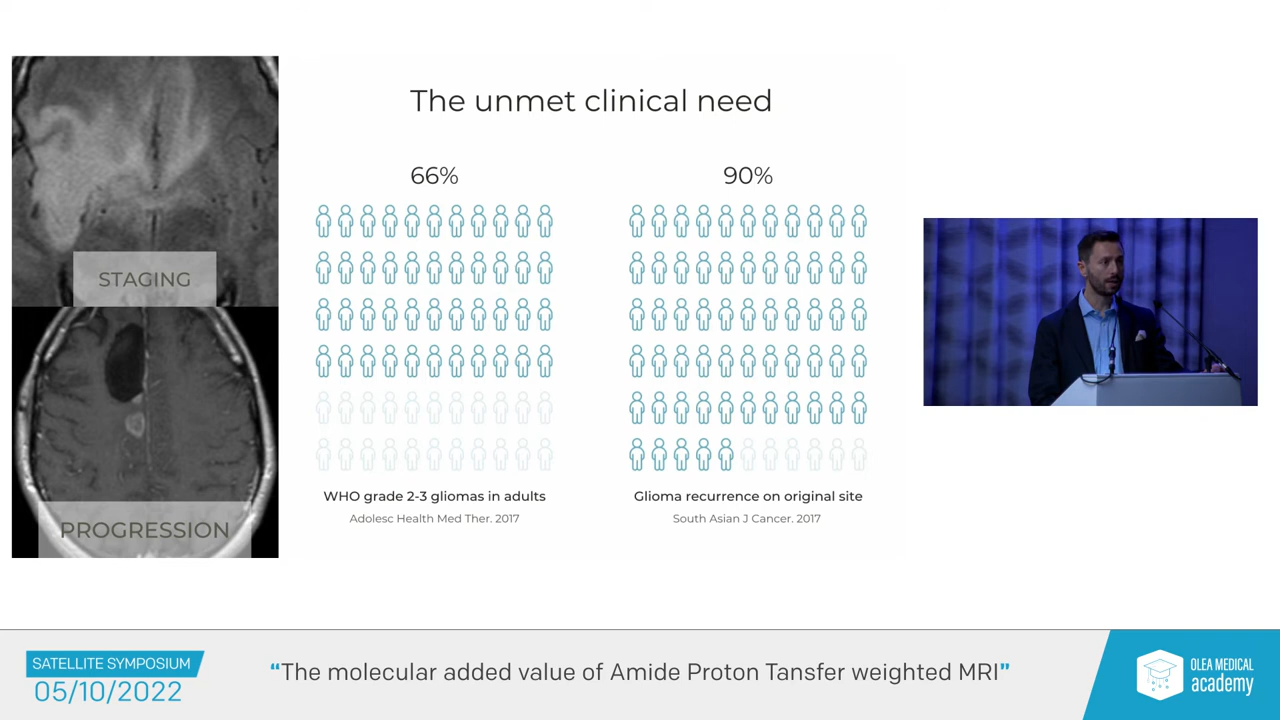 The unmet clinical need
66%
90%
STAGING
PROGRESSION
WHO grade 2-3 gliomas in adults
Adolesc Health Med Ther. 2017
Glioma recurrence on original site
South Asian J Cancer. 2017
SATELLITE SYMPOSIUM
05/10/2022
“The molecular added value of Amide Proton Tansfer weighted MRI”
OLEA MEDICAL
academy